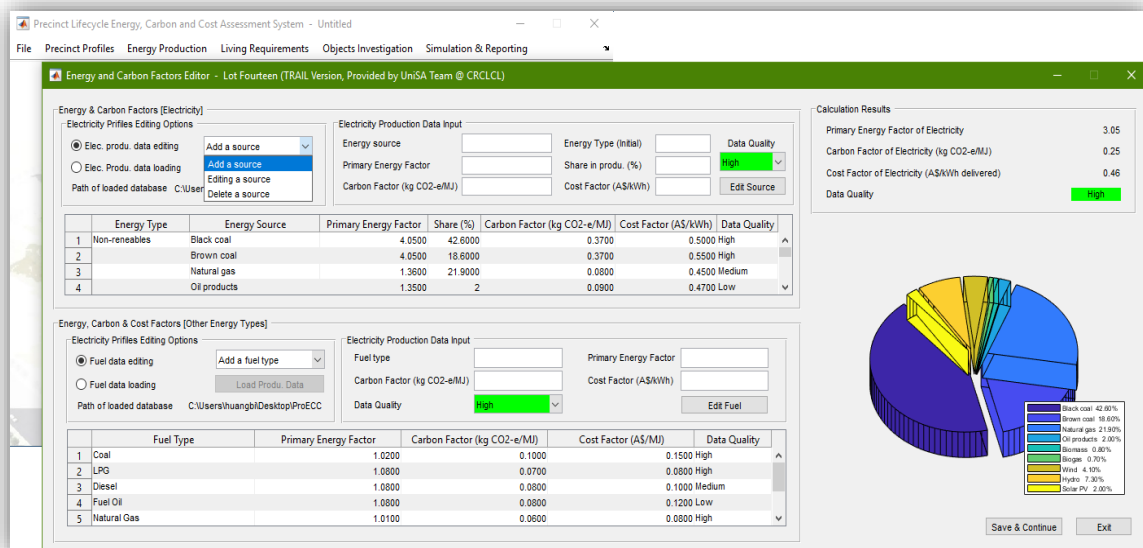 Precinct Lifecycle Energy, Carbon and Cost Assessment System - Untitled
File Precinct Profiles Energy Production Living Requirements Objects Investigation Simulation & Reporting
Energy and Carbon Factors Editor - Lot Fourteen (TRAIL Version, Provided by UniSA Team @ CRCLCL)
Energy & Carbon Factors [Electricity]
Electricity Prifiles Editing Options
Elec. produ. data editing Add a source
Elec. Produ. data loading
Add a source
Editing a source
Delete a source
Path of loaded database C:\User
Electricity Production Data Input
Energy source Energy Type (Initial) Data Quality
Primary Energy Factor Share in produ. (%) High
Carbon Factor (kg CO2-e/MJ) Cost Factor (A$/kWh) Edit Source
Energy Type Energy Source Primary Energy Factor Share (%) Carbon Factor (kg CO2-e/MJ) Cost Factor (A$/kWh) Data Quality
1 Non-reneables Black coal 4.0500 42.6000 0.3700 0.5000 High
2 Brown coal 4.0500 18.6000 0.3700 0.5500 High
3 Natural gas 1.3600 21.9000 0.0800 0.4500 Medium
4 Oil products 1.3500 2 0.0900 0.4700 Low
Energy, Carbon & Cost Factors [Other Energy Types]
Electricity Prifiles Editing Options
Fuel data editing Add a fuel type
Fuel data loading Load Produ. Data
Path of loaded database C:\Users\huangbi\Desktop\ProECC
Electricity Production Data Input
Fuel type Primary Energy Factor
Carbon Factor (kg CO2-e/MJ) Cost Factor (A$/kWh)
Data Quality High Edit Fuel
Fuel Type Primary Energy Factor Carbon Factor (kg CO2-e/MJ) Cost Factor (A$/MJ) Data Quality
1 Coal 1.0200 0.1000 0.1500 High
2 LPG 1.0800 0.0700 0.0800 High
3 Diesel 1.0800 0.0800 0.1000 Medium
4 Fuel Oil 1.0800 0.0800 0.1200 Low
5 Natural Gas 1.0100 0.0600 0.0800 High
Calculation Results
Primary Energy Factor of Electricity 3.05
Carbon Factor of Electricity (kg CO2-e/MJ) 0.25
Cost Factor of Electricity (A$/kWh delivered) 0.46
Data Quality High
Black coal 42.60%
Brown coal 18.60%
Natural gas 21.90%
Oil products 2.00%
Biomass 0.80%
Biogas 0.70%
Wind 4.10%
Hydro 7.30%
Solar PV 2.00%
Save & Continue Exit